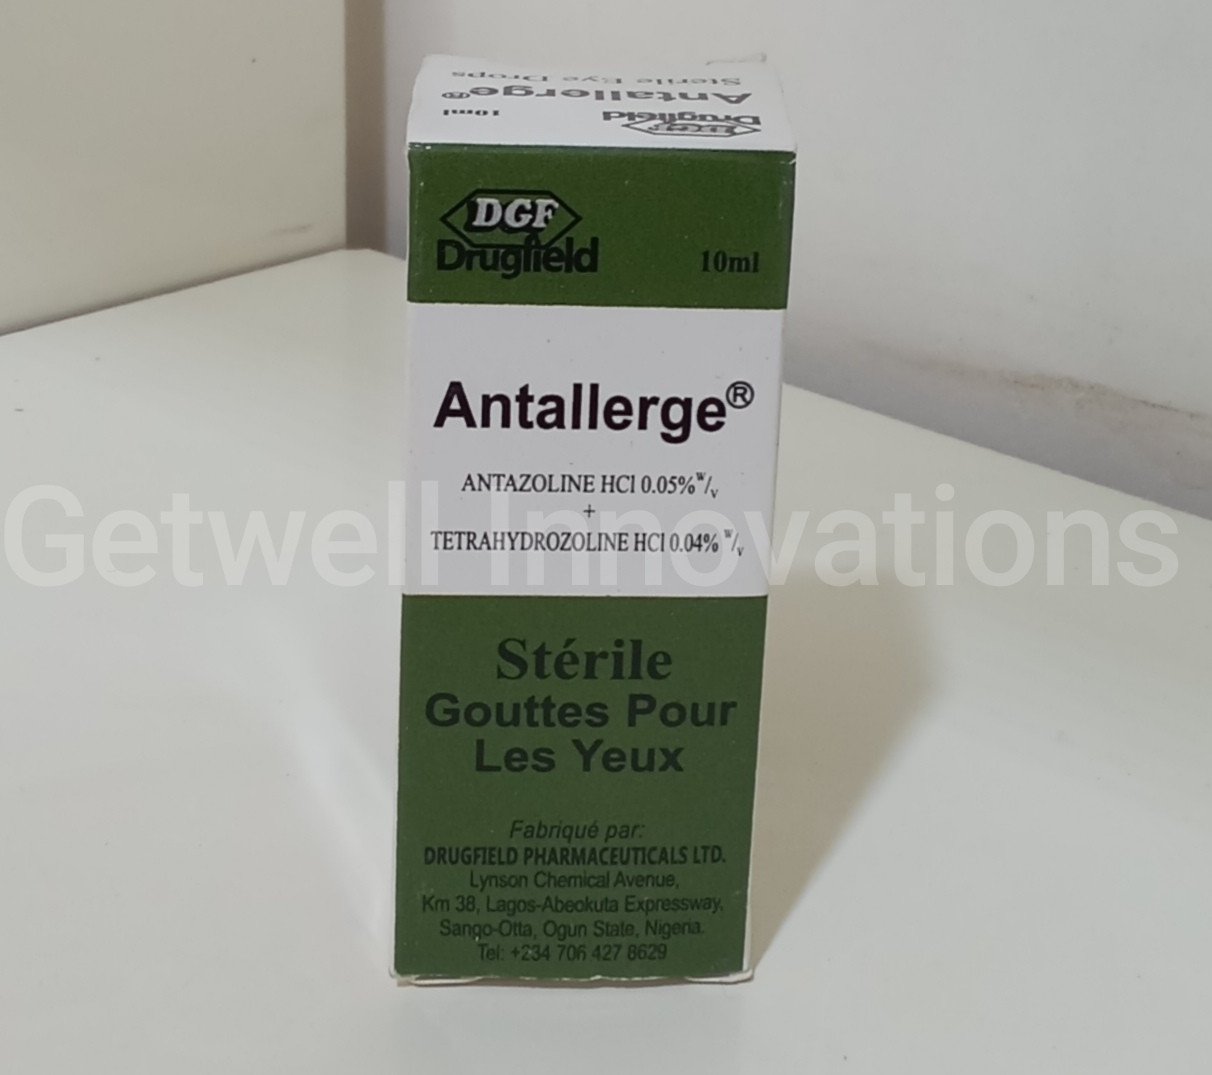 Sterile Eye Drops
Antallerge®
10ml
Drugfield
DGF
DGF
Drugfield
10ml
Antallerge®
ANTAZOLINE HCl 0.05% w/v
+
TETRAHYDROZOLINE HCl 0.04% w/v
Getwell Innovations
Stérile
Gouttes Pour
Les Yeux
Fabriqué par:
DRUGFIELD PHARMACEUTICALS LTD.
Lynson Chemical Avenue,
Km 38, Lagos-Abeokuta Expressway,
Sango-Otta, Ogun State, Nigeria.
Tel: +234 706 427 8629